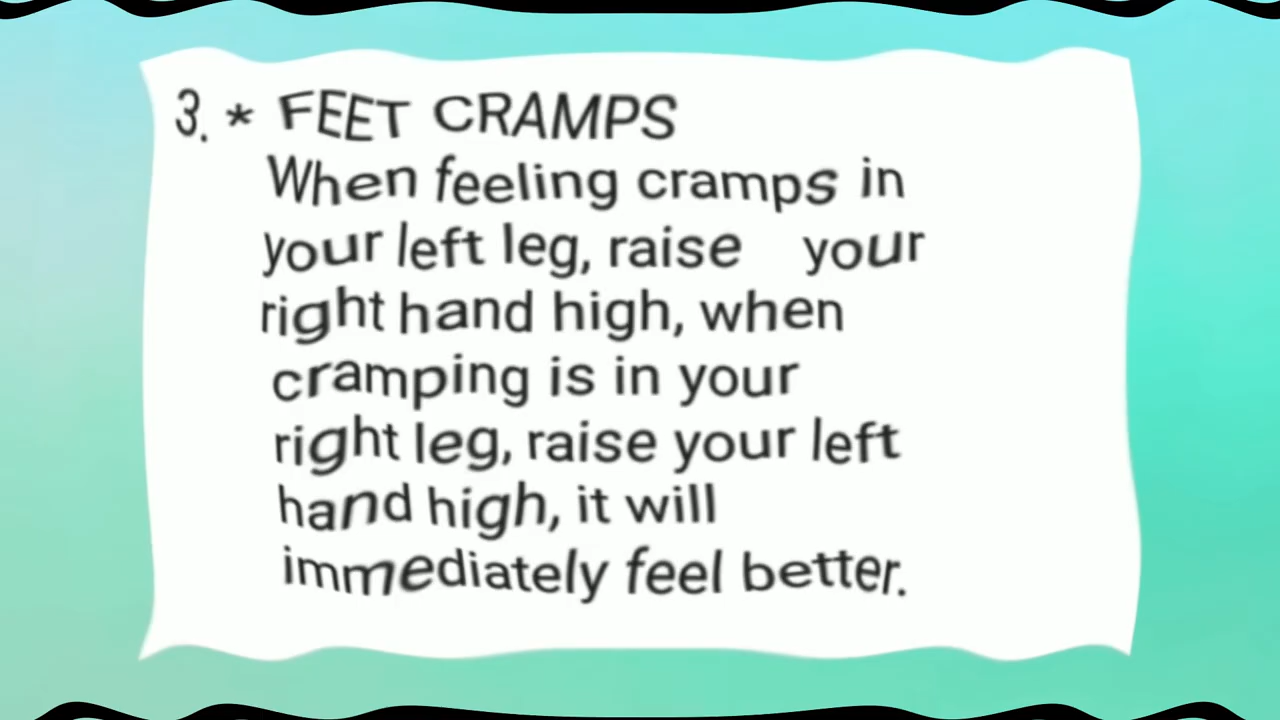 3. * FEET CRAMPS
When feeling cramps in
your left leg, raise your
right hand high, when
cramping is in your
right leg, raise your left
hand high, it will
immediately feel better.